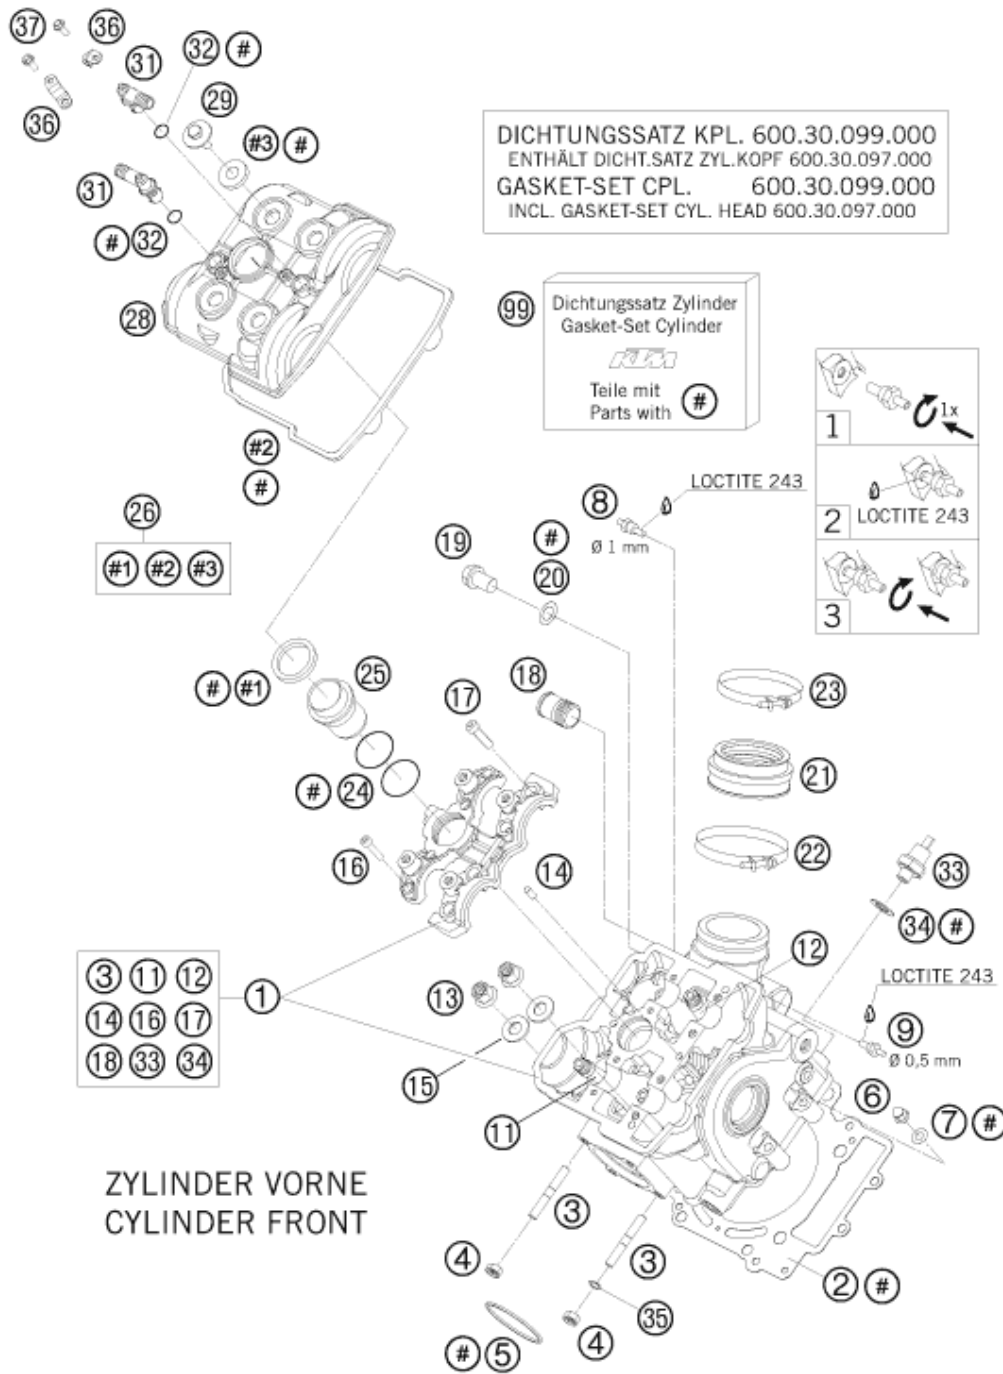 37
36
31
32 #
29
36
#3 #
31
# 32
28
DICHTUNGSSATZ KPL. 600.30.099.000
ENTHÄLT DICHT.SATZ ZYL.KOPF 600.30.097.000
GASKET-SET CPL. 600.30.099.000
INCL. GASKET-SET CYL. HEAD 600.30.097.000
99
Dichtungssatz Zylinder
Gasket-Set Cylinder
KTM
Teile mit
Parts with #
1x
1
LOCTITE 243
2
3
#2
#
26
#1 #2 #3
8
LOCTITE 243
Ø 1 mm
19
#
20
# #1
25
17
18
23
21
# 24
16
14
22
33
34 #
12
LOCTITE 243
9
Ø 0,5 mm
3 11 12
14 16 17
18 33 34
1
13
15
11
6
7 #
ZYLINDER VORNE
CYLINDER FRONT
3
3
4
4
35
2 #
# 5